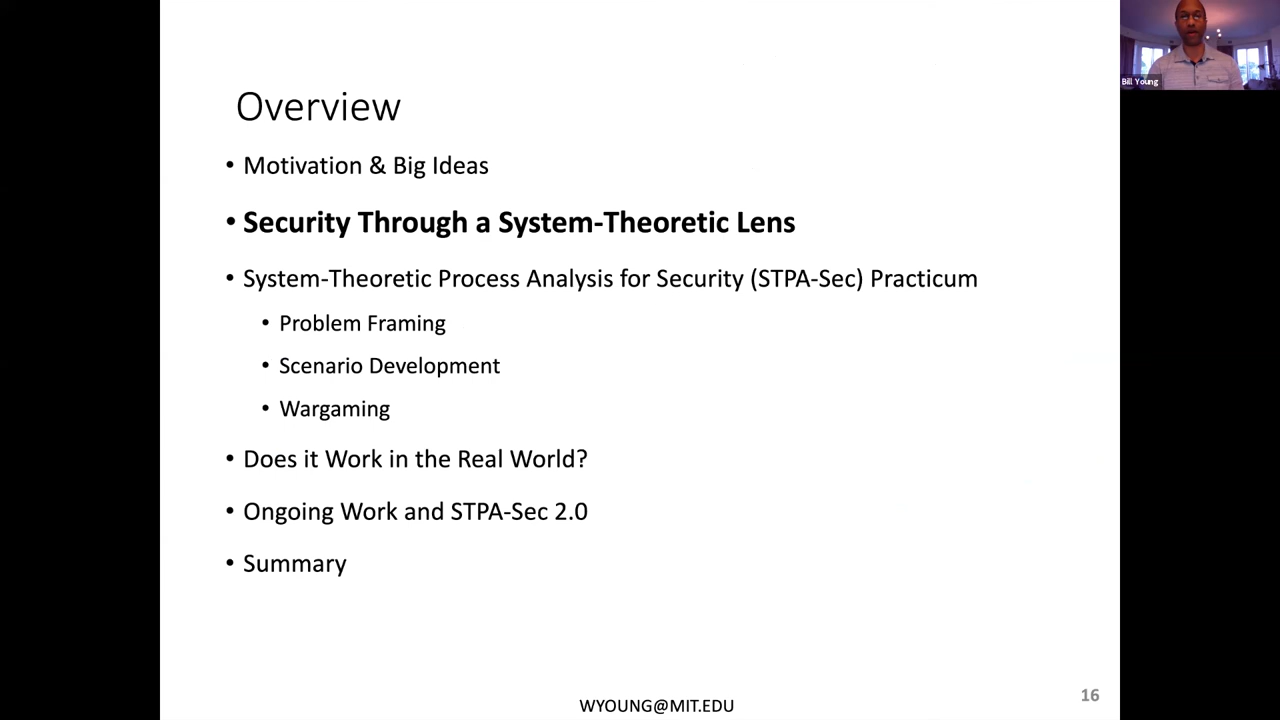 Overview
• Motivation & Big Ideas
• Security Through a System-Theoretic Lens
• System-Theoretic Process Analysis for Security (STPA-Sec) Practicum
• Problem Framing
• Scenario Development
• Wargaming
• Does it Work in the Real World?
• Ongoing Work and STPA-Sec 2.0
• Summary
WYOUNG@MIT.EDU
16
Bill Young